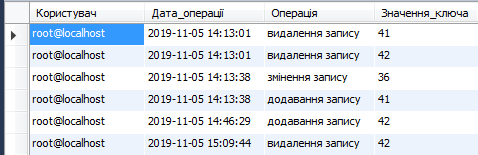 Користувач Дата_операції Операція Значення_ключа
root@localhost 2019-11-05 14:13:01 видалення запису 41
root@localhost 2019-11-05 14:13:01 видалення запису 42
root@localhost 2019-11-05 14:13:38 змінення запису 36
root@localhost 2019-11-05 14:13:38 додавання запису 41
root@localhost 2019-11-05 14:46:29 додавання запису 42
root@localhost 2019-11-05 15:09:44 видалення запису 42